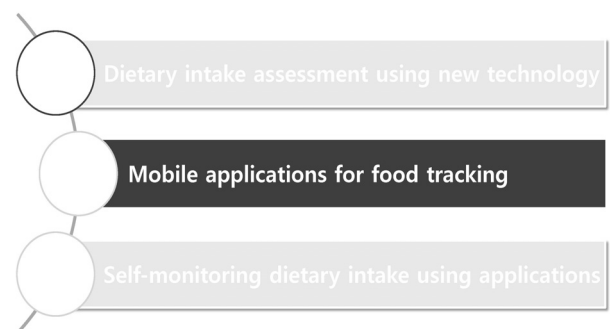 Dietary intake assessment using new technology
Mobile applications for food tracking
Self-monitoring dietary intake using applications